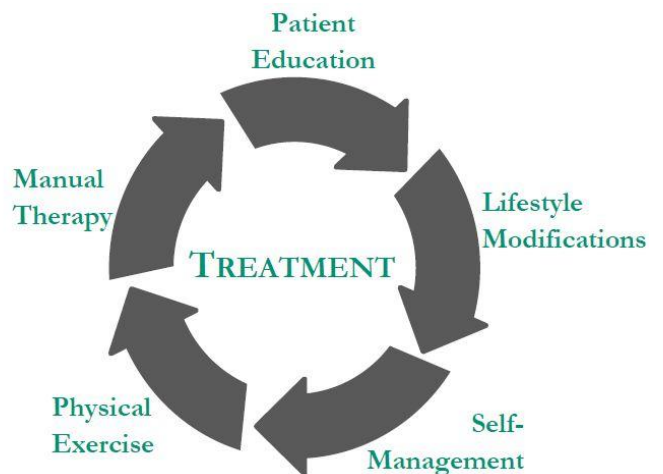 Patient
Education
Lifestyle
Modifications
Self-
Management
Physical
Exercise
Manual
Therapy
TREATMENT